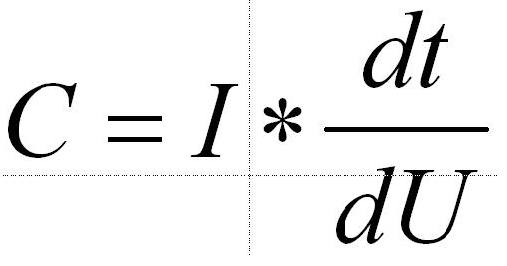 C = I * dt/dU